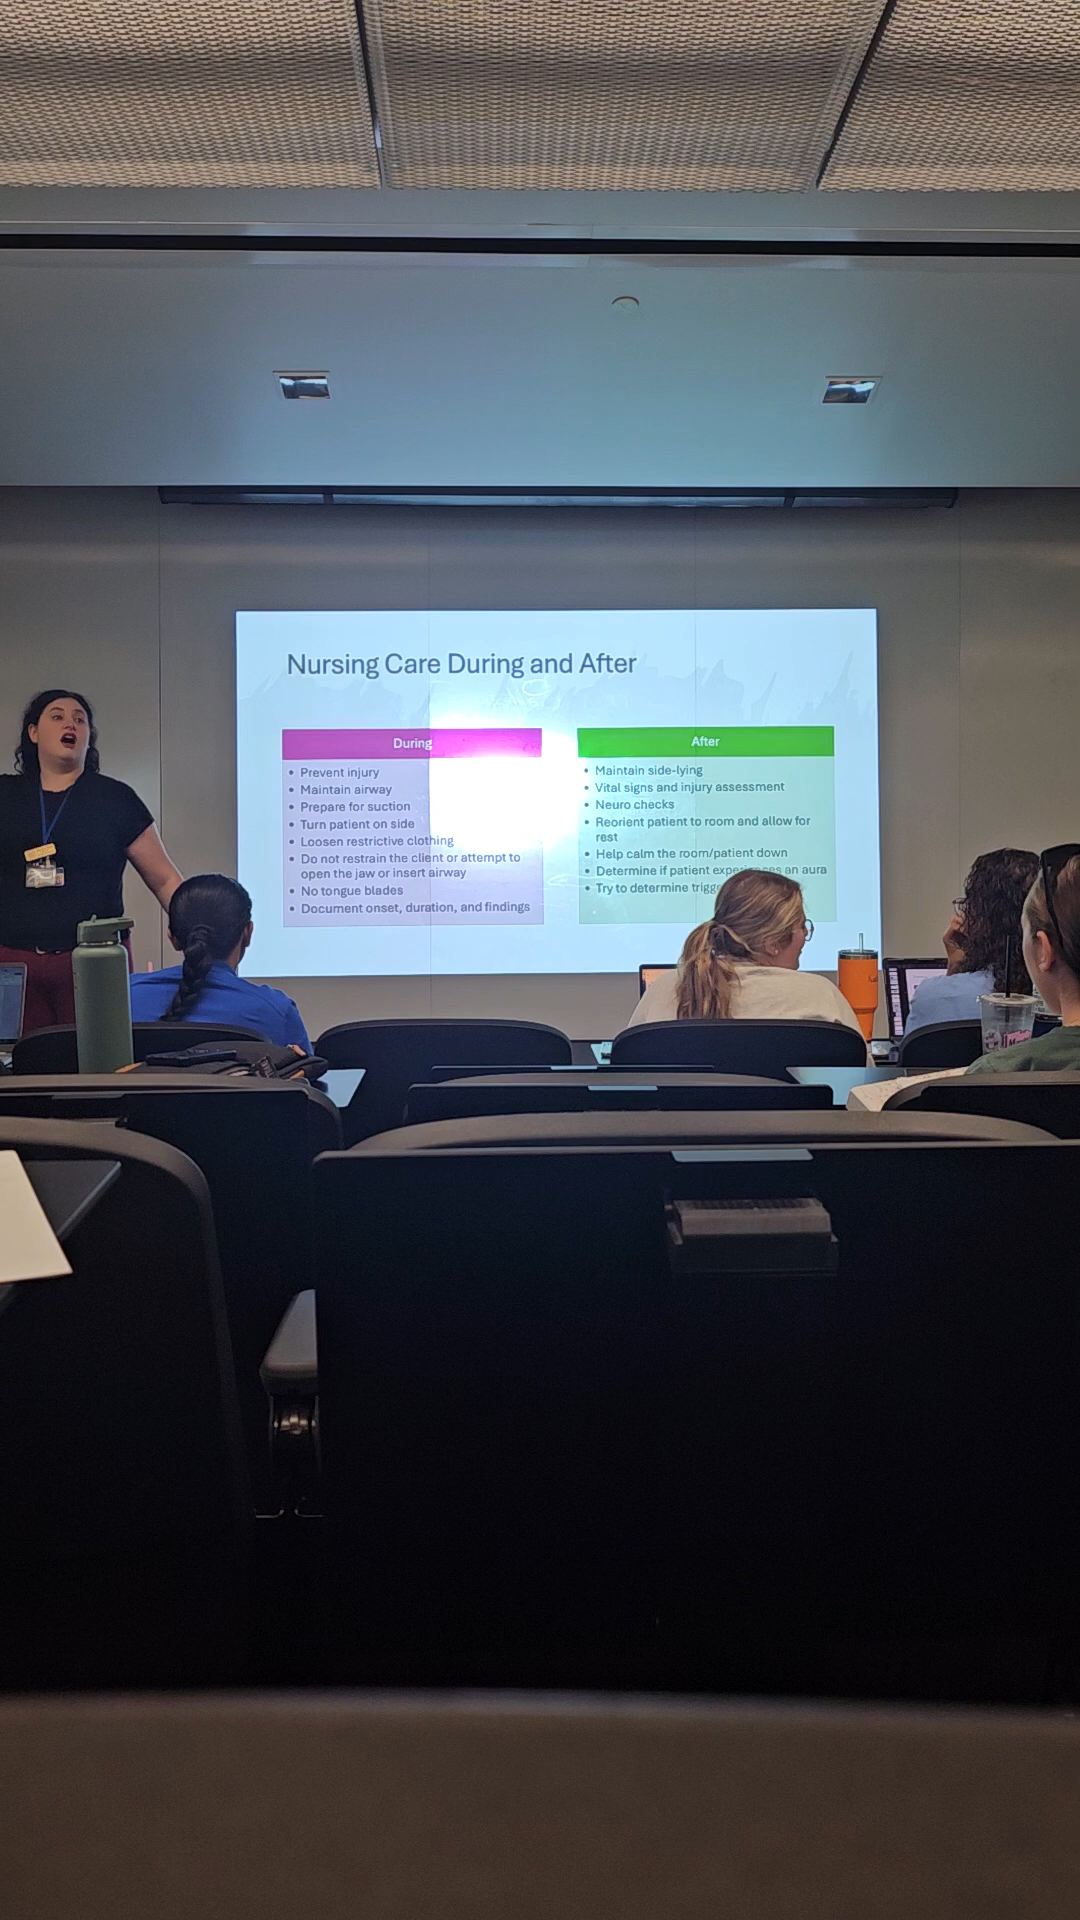 Nursing Care During and After
During
• Prevent injury
• Maintain airway
• Prepare for suction
• Turn patient on side
• Loosen restrictive clothing
• Do not restrain the client or attempt to
open the jaw or insert airway
• No tongue blades
• Document onset, duration, and findings
After
• Maintain side-lying
• Vital signs and injury assessment
• Neuro checks
• Reorient patient to room and allow for
rest
• Help calm the room/patient down
• Determine if patient experiences an aura
• Try to determine